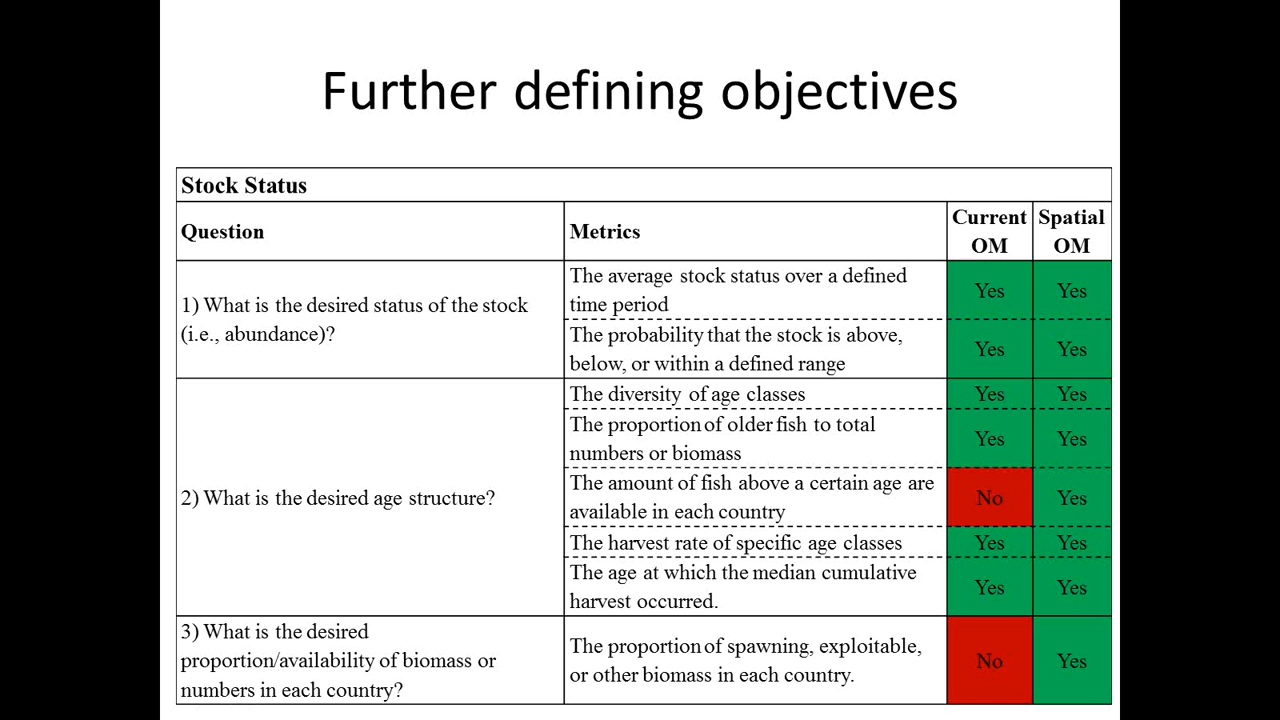 Further defining objectives
Stock Status
Question
Metrics
Current
OM
Spatial
OM
1) What is the desired status of the stock
(i.e., abundance)?
The average stock status over a defined
time period
Yes
Yes
The probability that the stock is above,
below, or within a defined range
Yes
Yes
2) What is the desired age structure?
The diversity of age classes
Yes
Yes
The proportion of older fish to total
numbers or biomass
Yes
Yes
The amount of fish above a certain age are
available in each country
No
Yes
The harvest rate of specific age classes
Yes
Yes
The age at which the median cumulative
harvest occurred.
Yes
Yes
3) What is the desired
proportion/availability of biomass or
numbers in each country?
The proportion of spawning, exploitable,
or other biomass in each country.
No
Yes